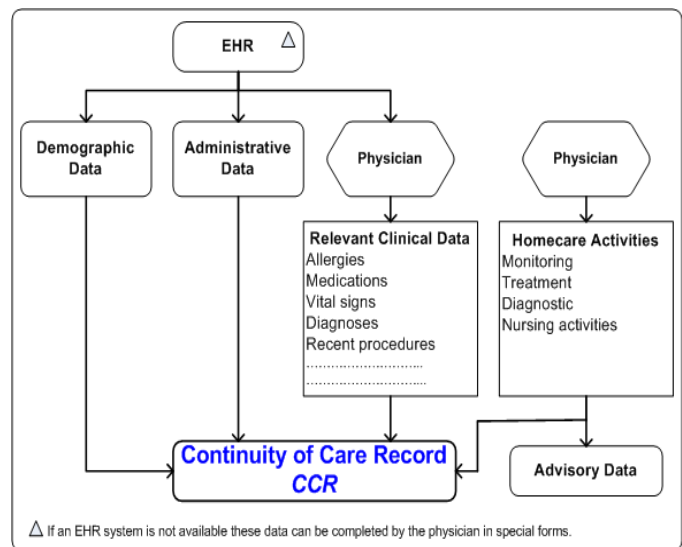 EHR
Demographic
Data
Administrative
Data
Physician
Physician
Relevant Clinical Data
Allergies
Medications
Vital signs
Diagnoses
Recent procedures
..............................
..............................
Homecare Activities
Monitoring
Treatment
Diagnostic
Nursing activities
Continuity of Care Record
CCR
Advisory Data
△ If an EHR system is not available these data can be completed by the physician in special forms.